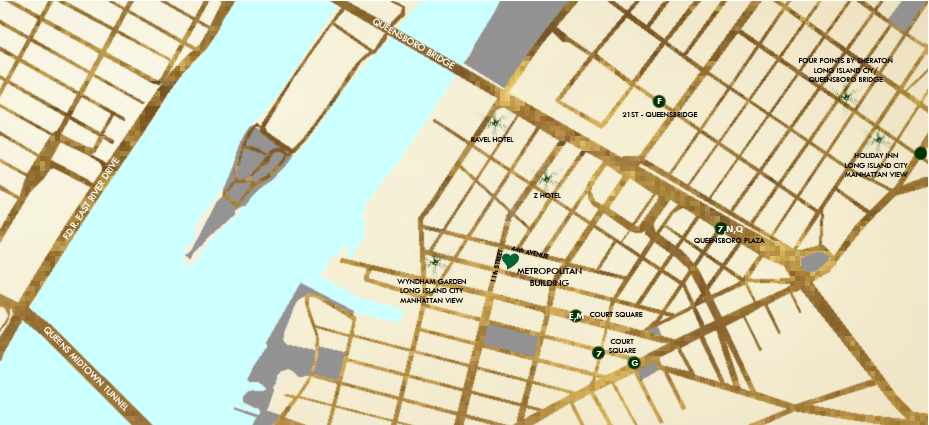 QUEENSBORO BRIDGE
FOUR POINTS BY SHERATON
LONG ISLAND CITY/
QUEENSBORO BRIDGE
F
21ST - QUEENSBRIDGE
RAVEL HOTEL
HOLIDAY INN
LONG ISLAND CITY
MANHATTAN VIEW
Z HOTEL
F.D.R. EAST RIVER DRIVE
7,N,Q
QUEENSBORO PLAZA
44th AVENUE
11th STREET
METROPOLITAN
BUILDING
WYNDHAM GARDEN
LONG ISLAND CITY
MANHATTAN VIEW
E,M COURT SQUARE
QUEENS MIDTOWN TUNNEL
COURT
SQUARE
7
G